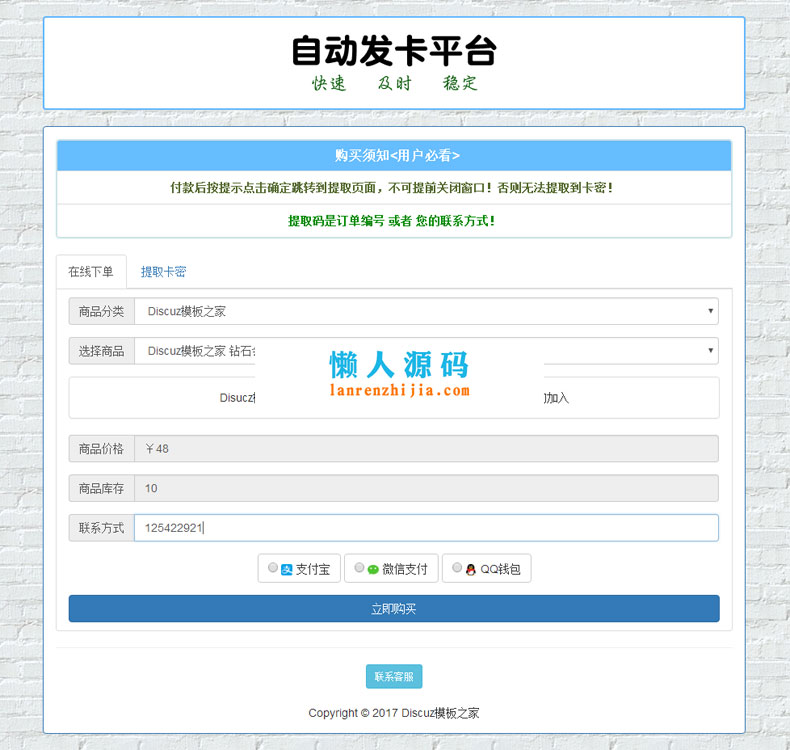 自动发卡平台
快速 及时 稳定
购买须知<用户必看>
付款后按提示点击确定跳转到提取页面，不可提前关闭窗口！否则无法提取到卡密！
提取码是订单编号 或者 您的联系方式！
在线下单 提取卡密
商品分类 Discuz模板之家
选择商品 Discuz模板之家 钻石
懒人源码
lanrenzhijia.com
Disucz 加入
商品价格 ￥48
商品库存 10
联系方式 125422921
支付宝 微信支付 QQ钱包
立即购买
联系客服
Copyright © 2017 Discuz模板之家